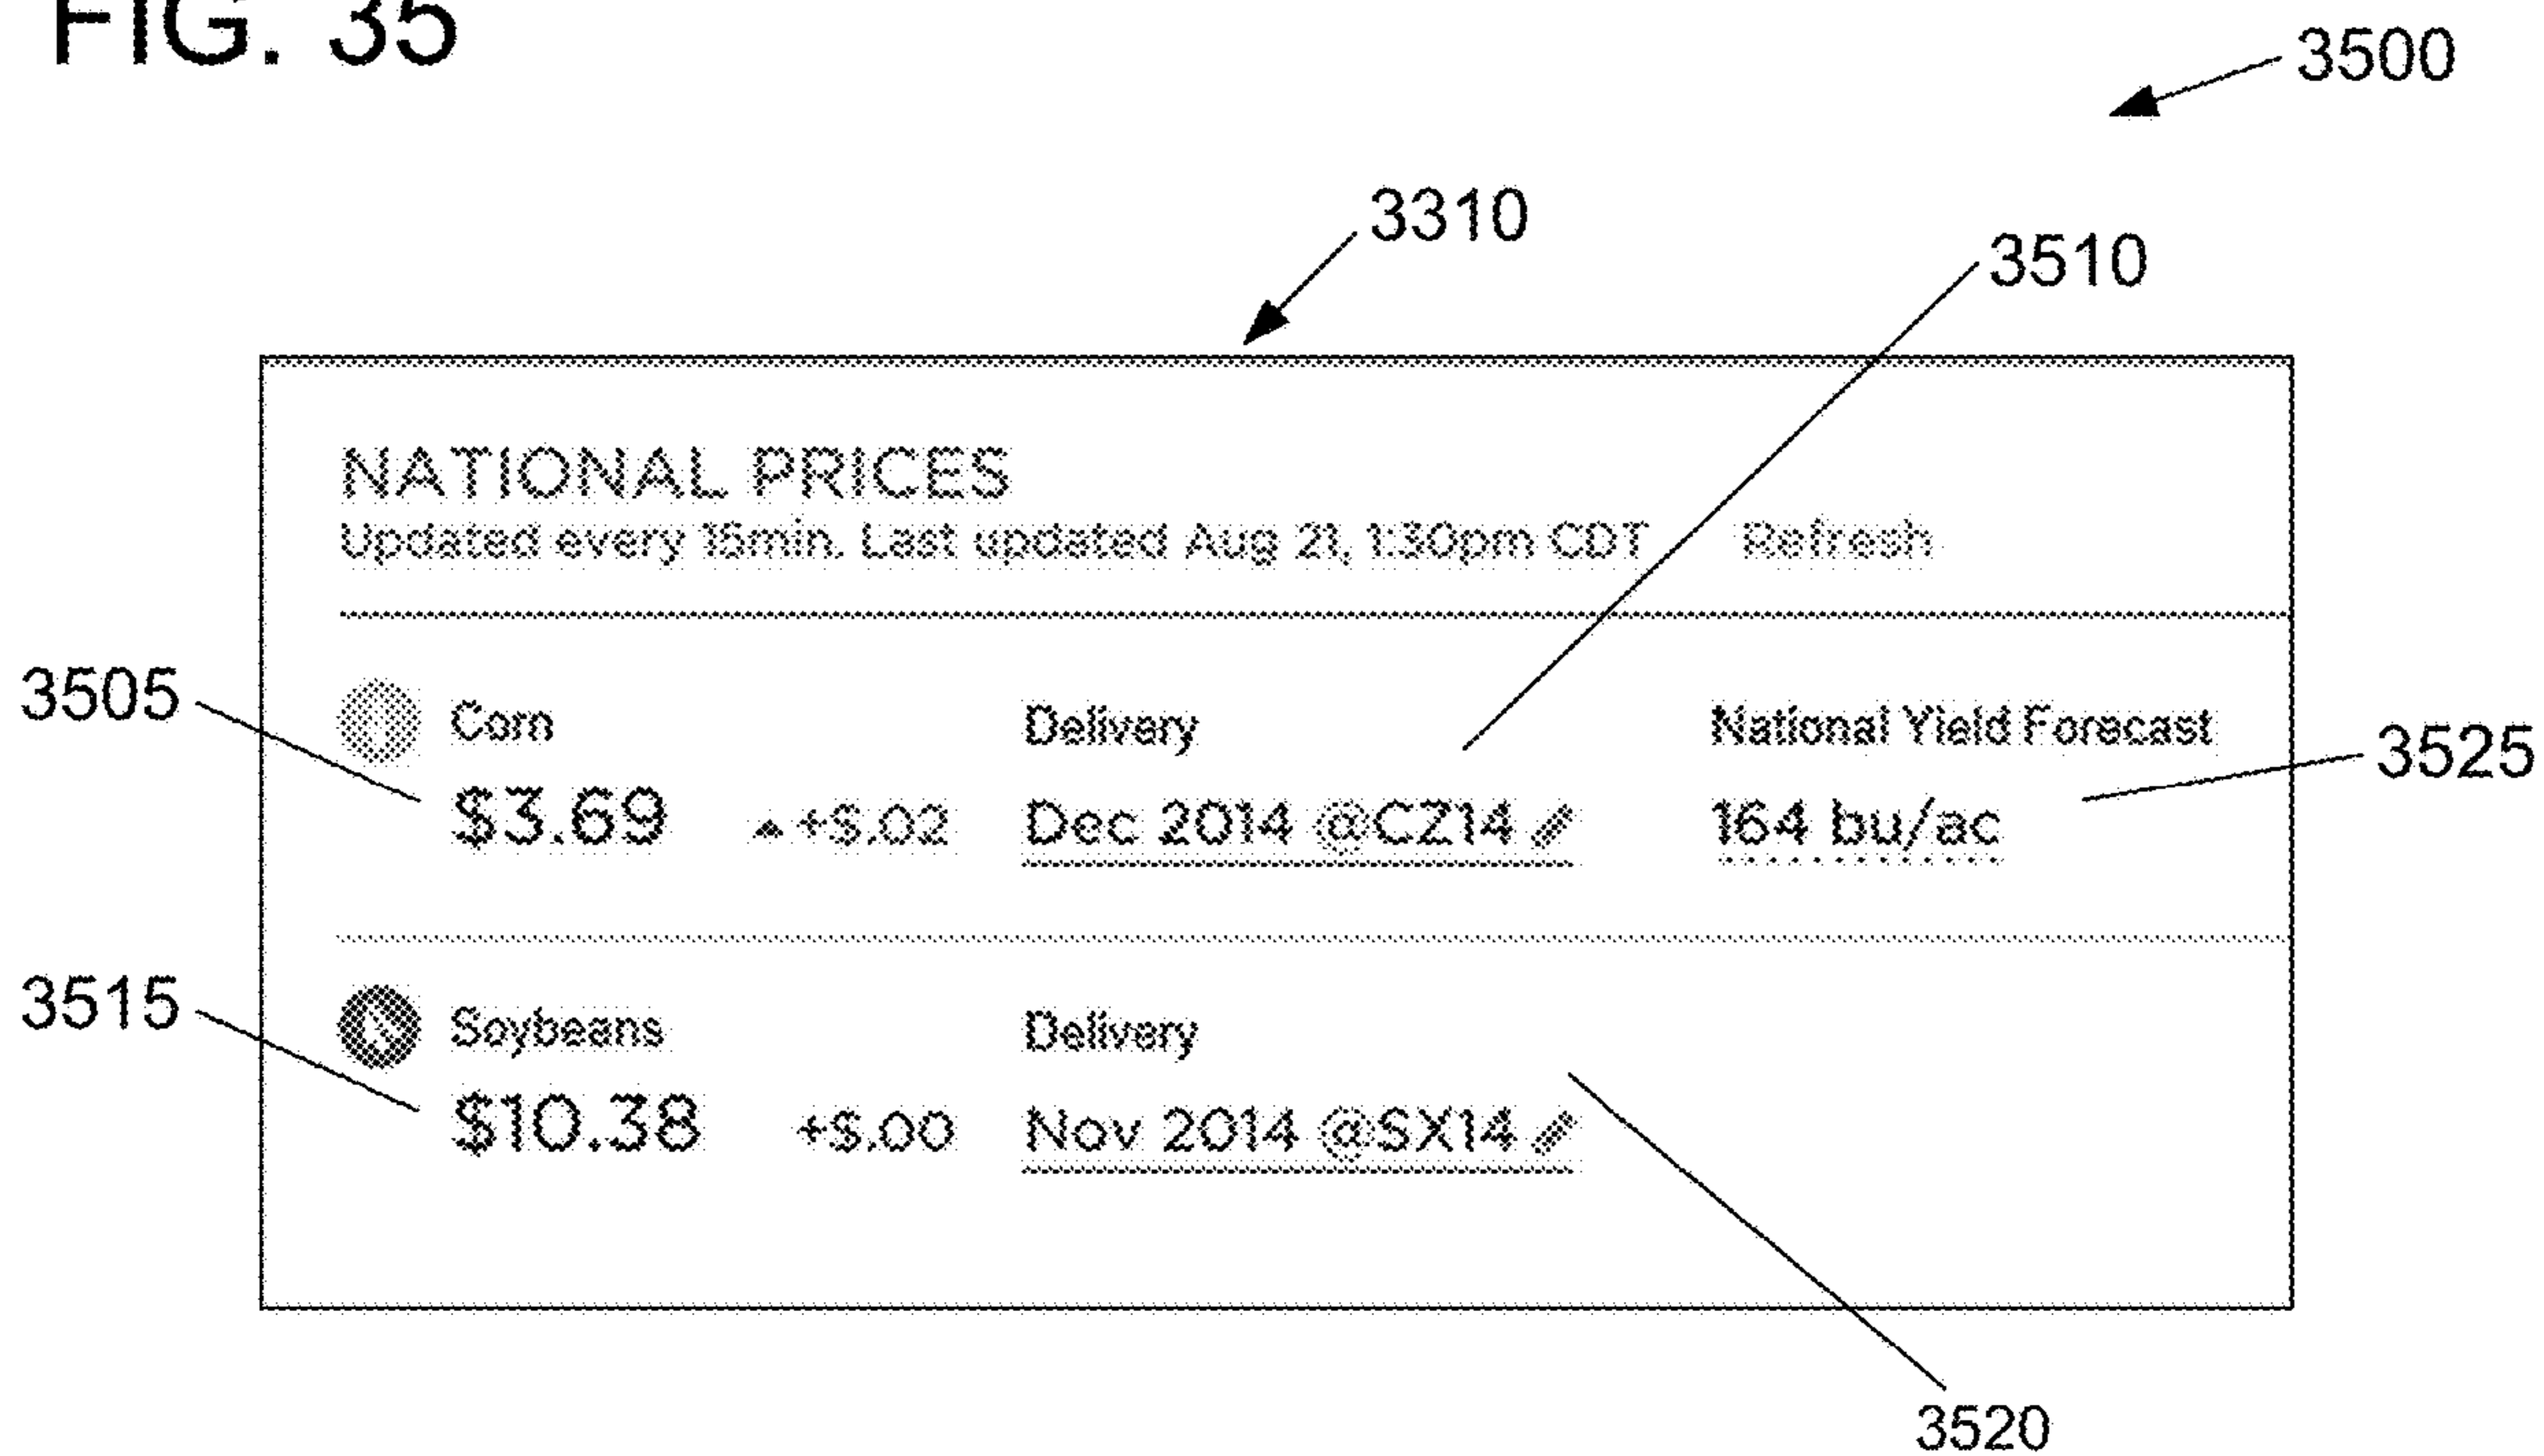 FIG. 35
3500
3310
3510
NATIONAL PRICES
Updated every 15min. Last updated Aug 21, 1:30pm CDT Refresh
3505
Corn Delivery National Yield Forecast
3525
$3.69 +$.02 Dec 2014 @CZ14 164 bu/ac
3515
Soybeans Delivery
$10.38 +$.00 Nov 2014 @SX14
3520